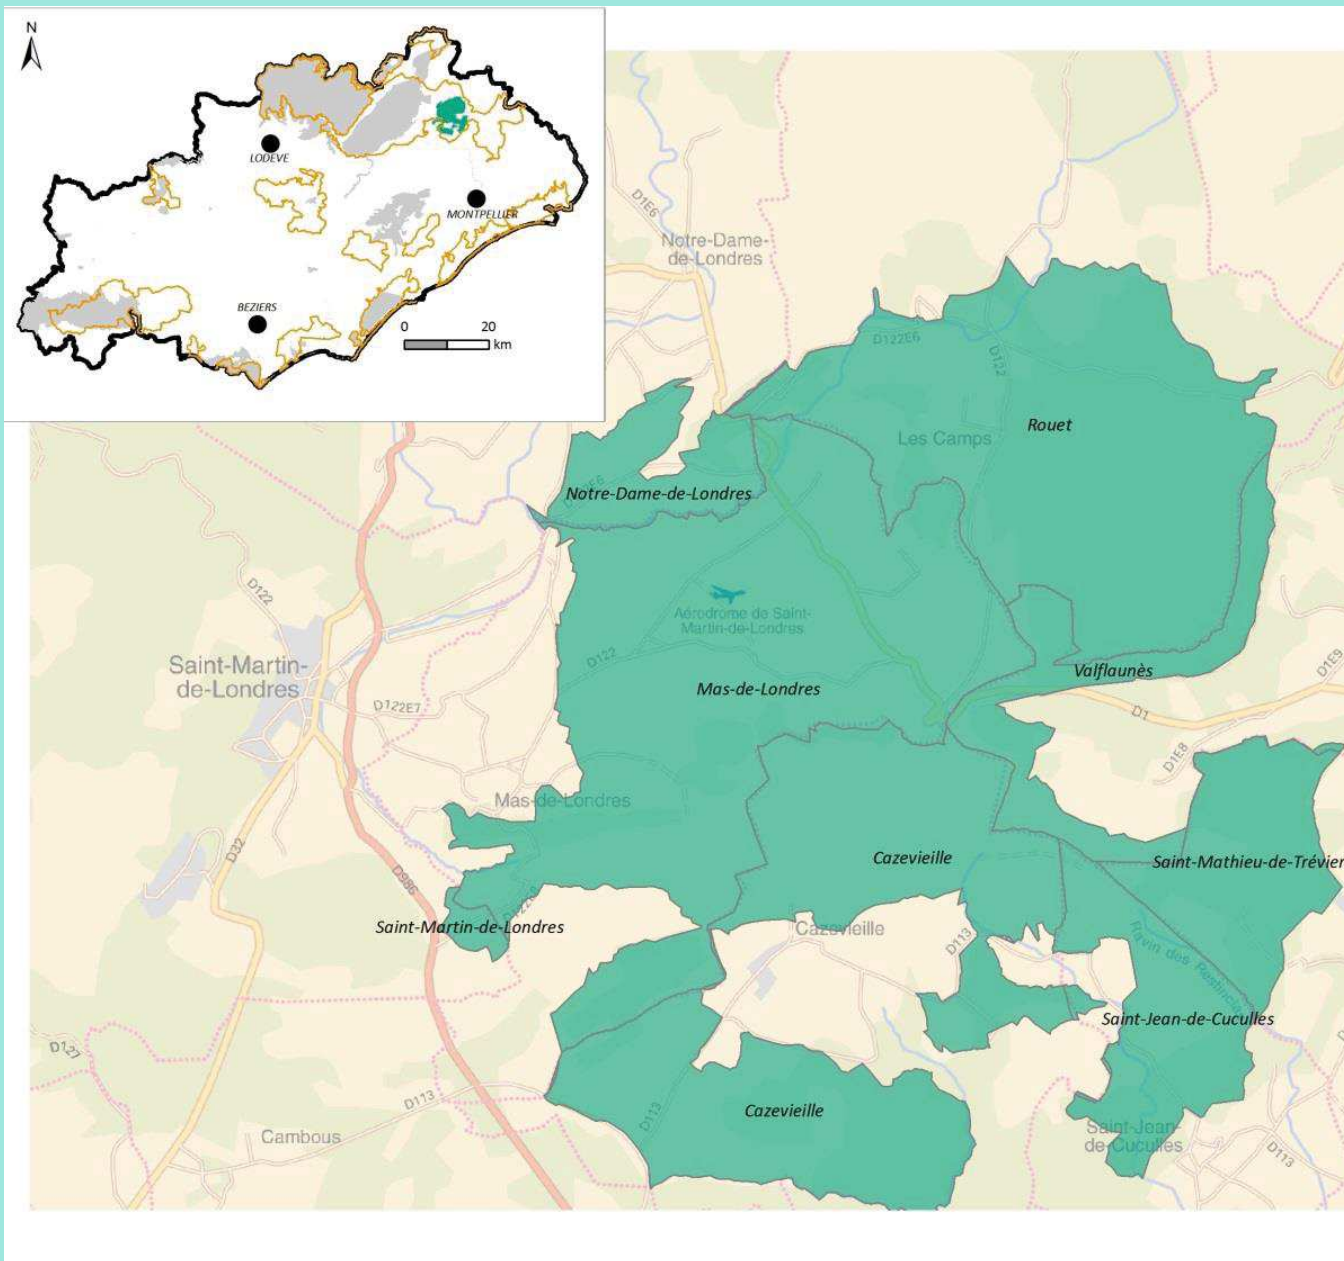 N
LODEVE
MONTPELLIER
BEZIERS
0 20
km
D1E6
Notre-Dame-
de-Londres
D122E6
D122
Rouet
Les Camps
Notre-Dame-de-Londres
Aérodrome de Saint-
Martin-de-Londres
D122
Saint-Martin-
de-Londres
D122
D122E7
Mas-de-Londres
Valflaunès
D1E9
D1
D1E8
Mas-de-Londres
D32
D986
Cazevieille
Saint-Mathieu-de-Trévier
Saint-Martin-de-Londres
Cazevieille
D113
Ravin des
Saint-Jean-de-Cuculles
D127
D113
D113
Cazevieille
Cambous
Saint-Jean-
de-Cuculles
D113